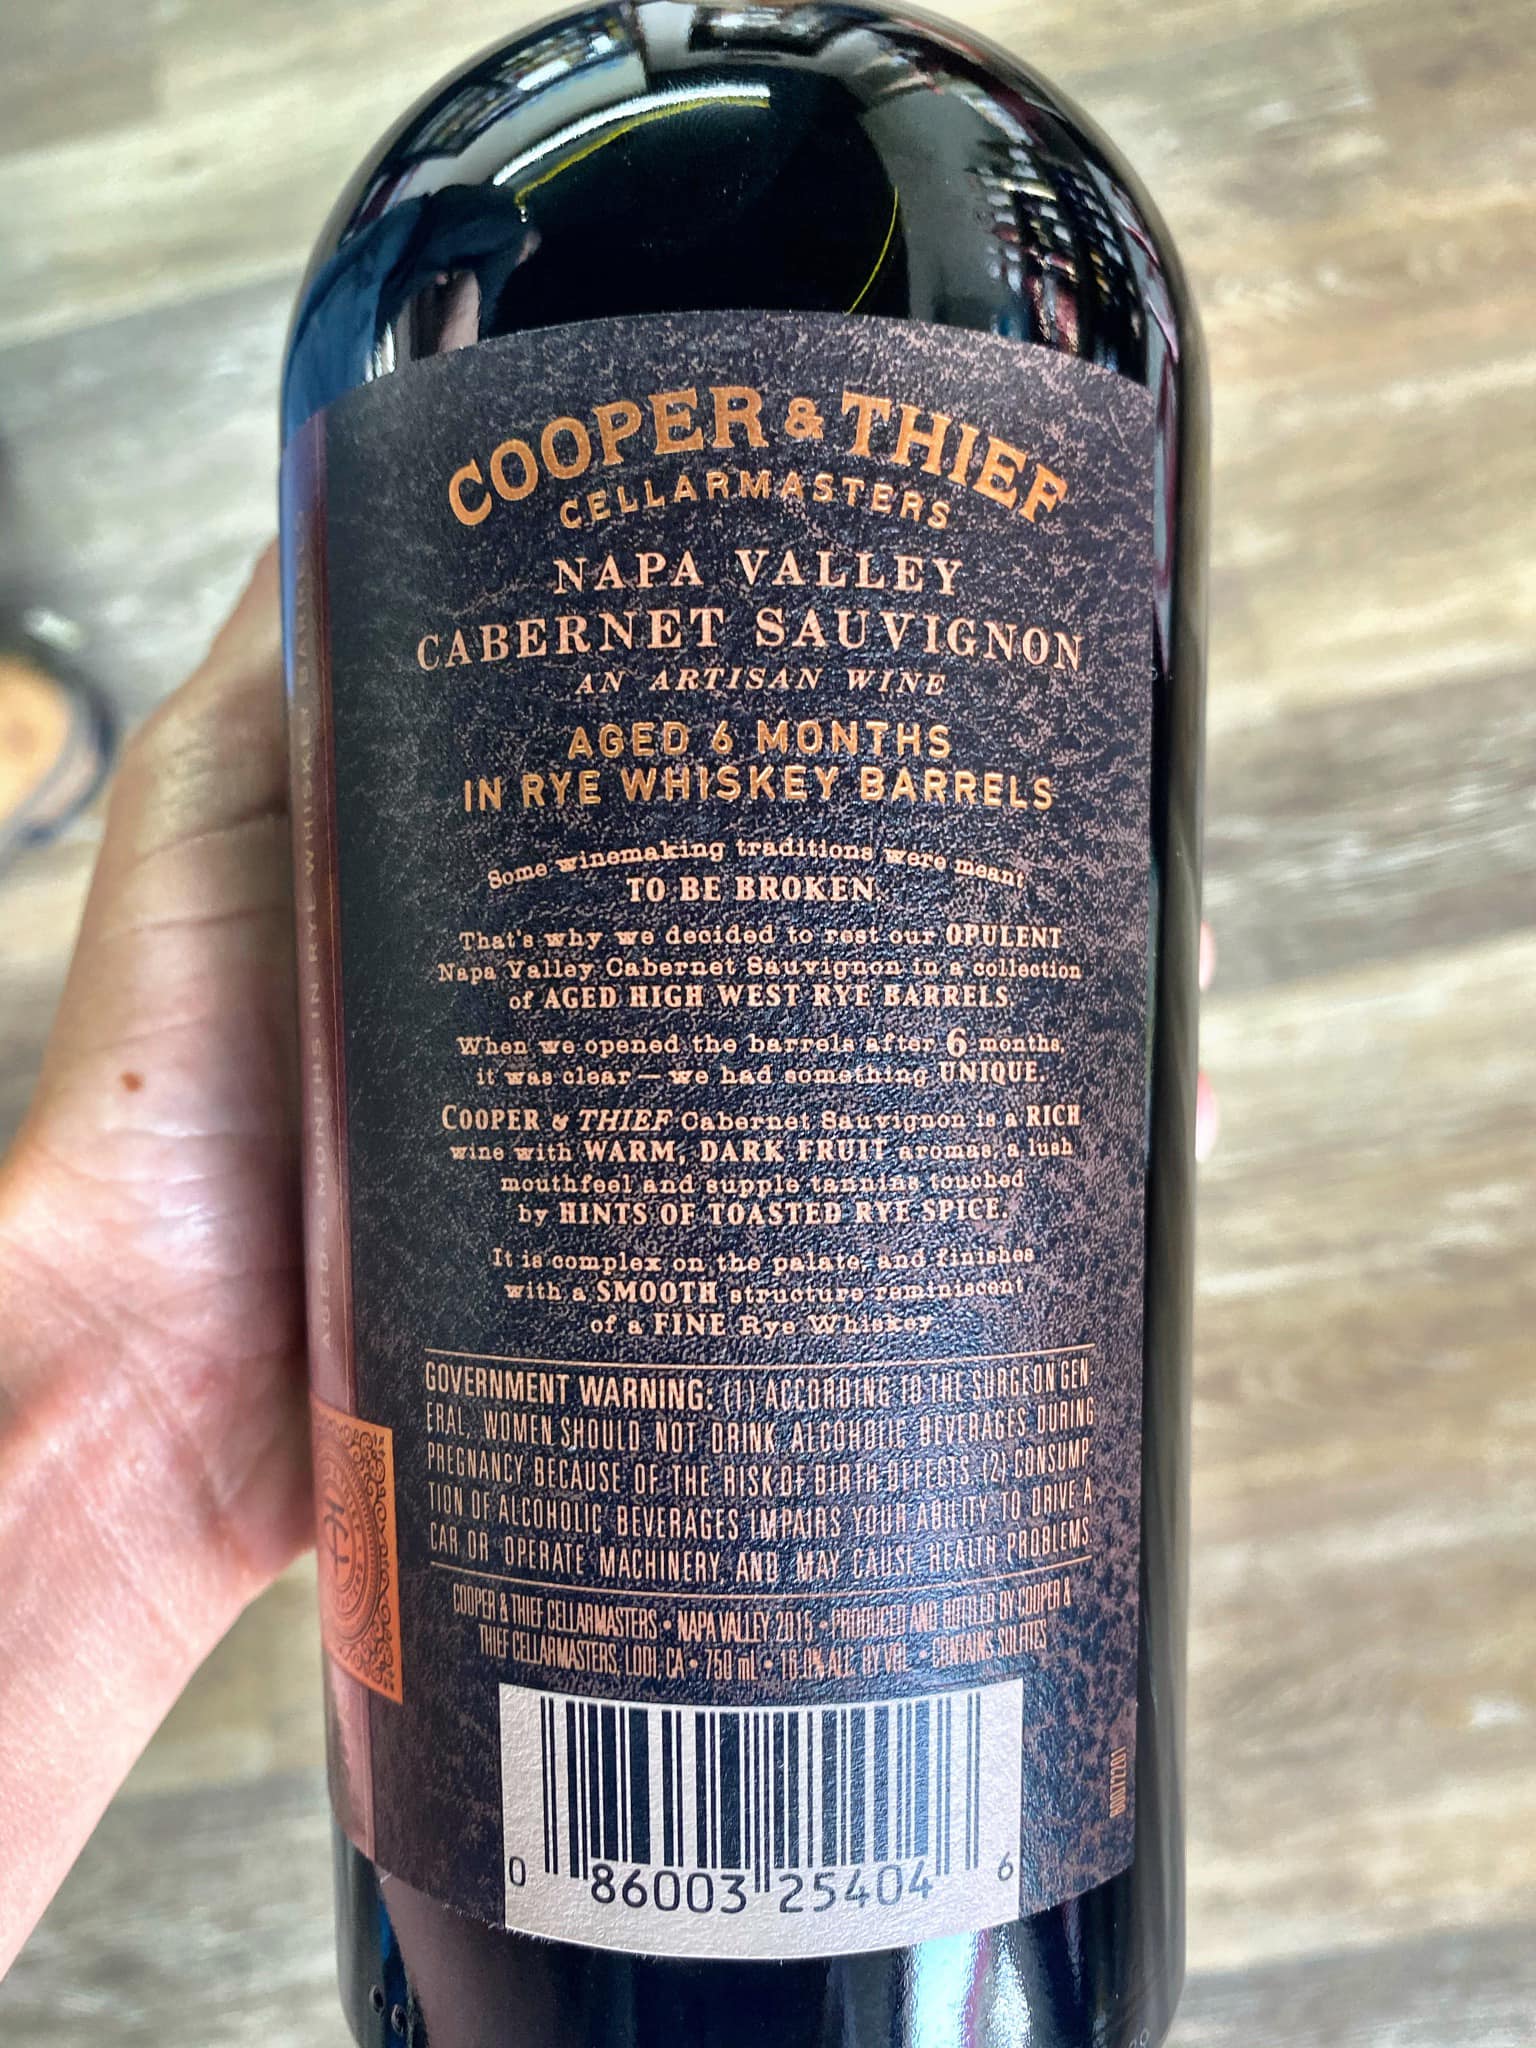 COOPER & THIEF
CELLARMASTERS
NAPA VALLEY
CABERNET SAUVIGNON
AN ARTISAN WINE
AGED 6 MONTHS
IN RYE WHISKEY BARRELS
Some winemaking traditions were meant
TO BE BROKEN.
That's why we decided to rest our OPULENT
Napa Valley Cabernet Sauvignon in a collection
of AGED HIGH WEST RYE BARRELS.
When we opened the barrels after 6 months,
it was clear — we had something UNIQUE.
COOPER & THIEF Cabernet Sauvignon is a RICH
wine with WARM, DARK FRUIT aromas, a lush
mouthfeel and supple tannins touched
by HINTS OF TOASTED RYE SPICE.
It is complex on the palate, and finishes
with a SMOOTH structure reminiscent
of a FINE Rye Whiskey.
GOVERNMENT WARNING: (1) ACCORDING TO THE SURGEON GEN-
ERAL, WOMEN SHOULD NOT DRINK ALCOHOLIC BEVERAGES DURING
PREGNANCY BECAUSE OF THE RISK OF BIRTH DEFECTS. (2) CONSUMP-
TION OF ALCOHOLIC BEVERAGES IMPAIRS YOUR ABILITY TO DRIVE A
CAR OR OPERATE MACHINERY AND MAY CAUSE HEALTH PROBLEMS.
COOPER & THIEF CELLARMASTERS • NAPA VALLEY 2015 • PRODUCED AND BOTTLED BY COOPER &
THIEF CELLARMASTERS, LODI, CA • 750 mL • ALC. BY VOL. • CONTAINS SULFITES
0 86003 25404 6
AGED 6 MONTHS IN RYE WHISKEY BARRELS